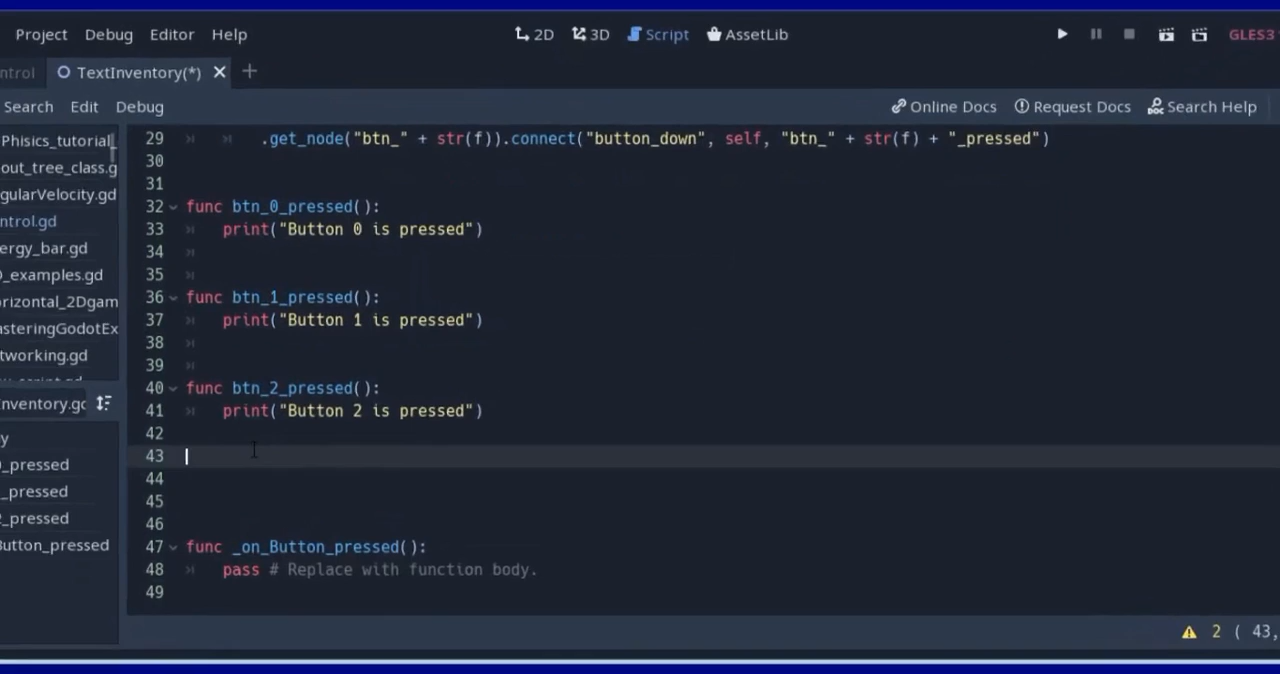 Project Debug Editor Help 2D 3D Script AssetLib GLES3
ntrol TextInventory(*)
Search Edit Debug Online Docs Request Docs Search Help
Phisics_tutorial
out_tree_class.g
gularVelocity.gd
ntrol.gd
ergy_bar.gd
_examples.gd
orizontal_2Dgam
asteringGodotEx
tworking.gd
nventory.gd
y
_pressed
_pressed
_pressed
Button_pressed
29 .get_node("btn_" + str(f)).connect("button_down", self, "btn_" + str(f) + "_pressed")
30
31
32 func btn_0_pressed():
33 print("Button 0 is pressed")
34
35
36 func btn_1_pressed():
37 print("Button 1 is pressed")
38
39
40 func btn_2_pressed():
41 print("Button 2 is pressed")
42
43
44
45
46
47 func _on_Button_pressed():
48 pass # Replace with function body.
49
2 ( 43,